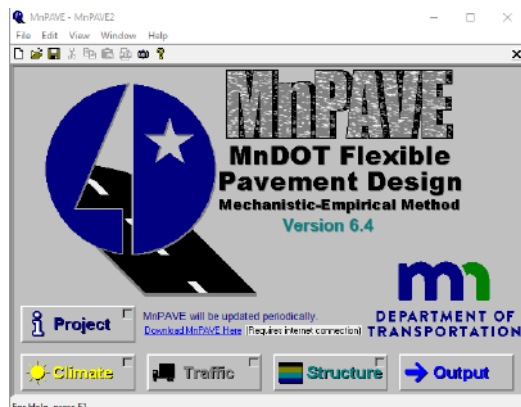 MnPAVE - MnPAVE2
File Edit View Window Help
MnPAVE
MnDOT Flexible
Pavement Design
Mechanistic-Empirical Method
Version 6.4
mn
DEPARTMENT OF
TRANSPORTATION
Project
MnPAVE will be updated periodically.
Download MnPAVE Here (Requires internet connection)
Climate
Traffic
Structure
Output
For Help, press F1